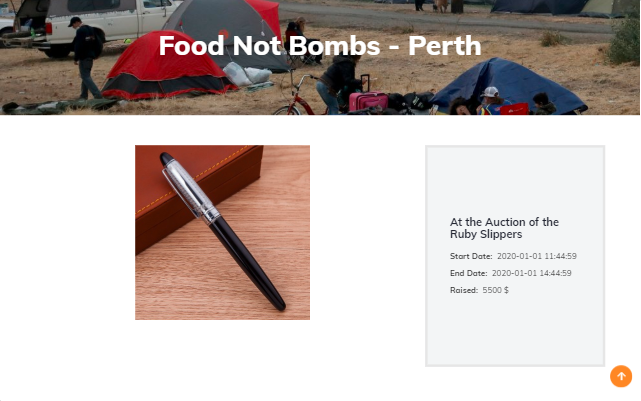 Food Not Bombs - Perth
At the Auction of the
Ruby Slippers
Start Date: 2020-01-01 11:44:59
End Date: 2020-01-01 14:44:59
Raised: 5500 $